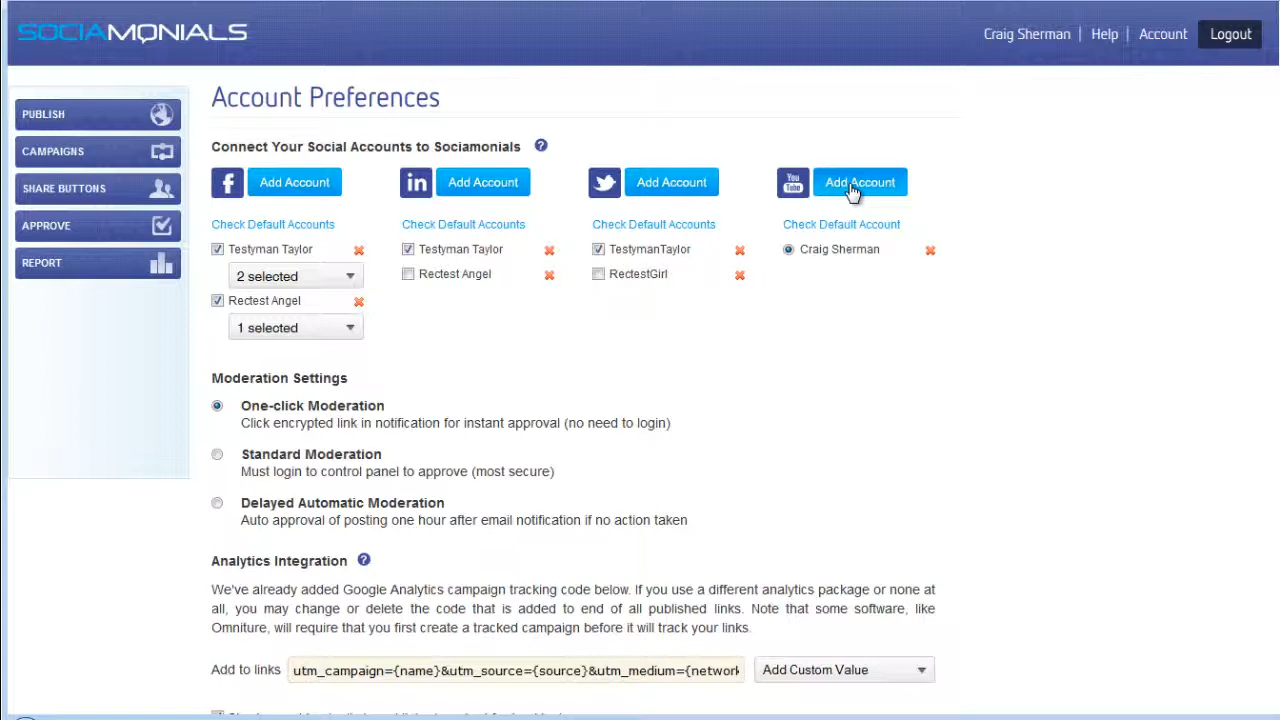 SOCIAMONIALS
Craig Sherman | Help | Account Logout
PUBLISH
CAMPAIGNS
SHARE BUTTONS
APPROVE
REPORT
Account Preferences
Connect Your Social Accounts to Sociamonials ?
f Add Account in Add Account Add Account You Tube Add Account
Check Default Accounts Check Default Accounts Check Default Accounts Check Default Account
Testyman Taylor Testyman Taylor TestymanTaylor Craig Sherman
2 selected Rectest Angel RectestGirl
Rectest Angel
1 selected
Moderation Settings
One-click Moderation
Click encrypted link in notification for instant approval (no need to login)
Standard Moderation
Must login to control panel to approve (most secure)
Delayed Automatic Moderation
Auto approval of posting one hour after email notification if no action taken
Analytics Integration ?
We've already added Google Analytics campaign tracking code below. If you use a different analytics package or none at
all, you may change or delete the code that is added to end of all published links. Note that some software, like
Omniture, will require that you first create a tracked campaign before it will track your links.
Add to links utm_campaign={name}&utm_source={source}&utm_medium={network Add Custom Value